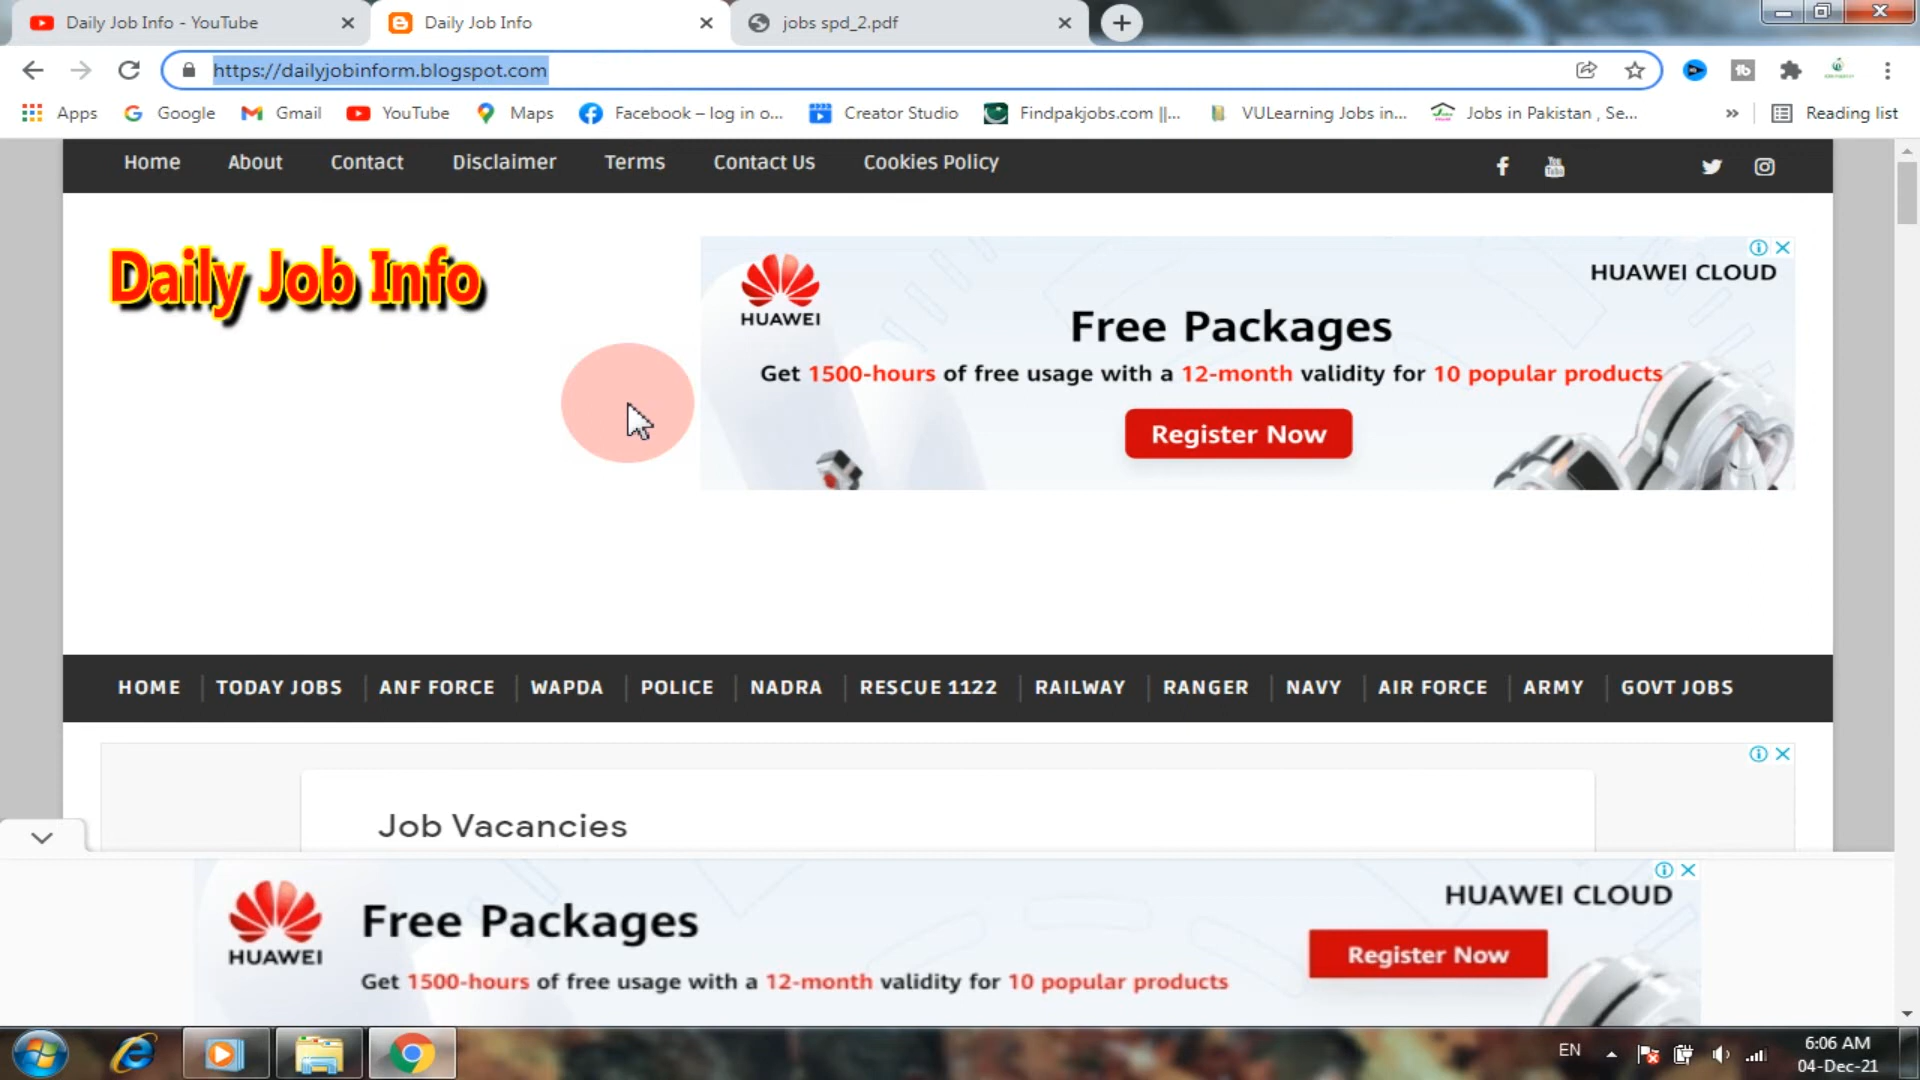 Daily Job Info - YouTube
Daily Job Info
jobs spd_2.pdf
https://dailyjobinform.blogspot.com
Apps
Google
Gmail
YouTube
Maps
Facebook – log in o...
Creator Studio
Findpakjobs.com ||...
VULearning Jobs in...
Jobs in Pakistan , Se...
»
Reading list
Home
About
Contact
Disclaimer
Terms
Contact Us
Cookies Policy
Daily Job Info
HUAWEI
HUAWEI CLOUD
Free Packages
Get 1500-hours of free usage with a 12-month validity for 10 popular products
Register Now
HOME
TODAY JOBS
ANF FORCE
WAPDA
POLICE
NADRA
RESCUE 1122
RAILWAY
RANGER
NAVY
AIR FORCE
ARMY
GOVT JOBS
Job Vacancies
HUAWEI
Free Packages
Get 1500-hours of free usage with a 12-month validity for 10 popular products
HUAWEI CLOUD
Register Now
EN
6:06 AM
04-Dec-21